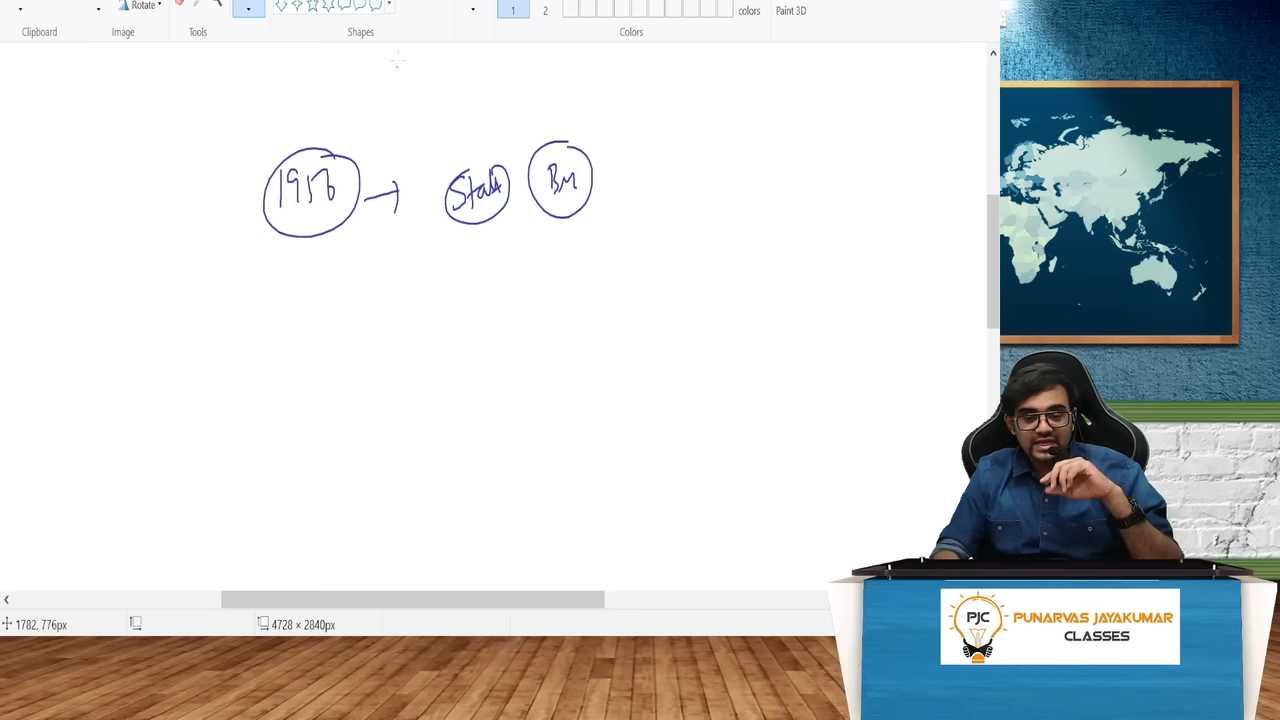 Rotate
1
2
colors
Paint 3D
Clipboard
Image
Tools
Shapes
Colors
1956 → State
1782, 776px
4728 × 2840px
PJC PUNARVAS JAYAKUMAR
CLASSES